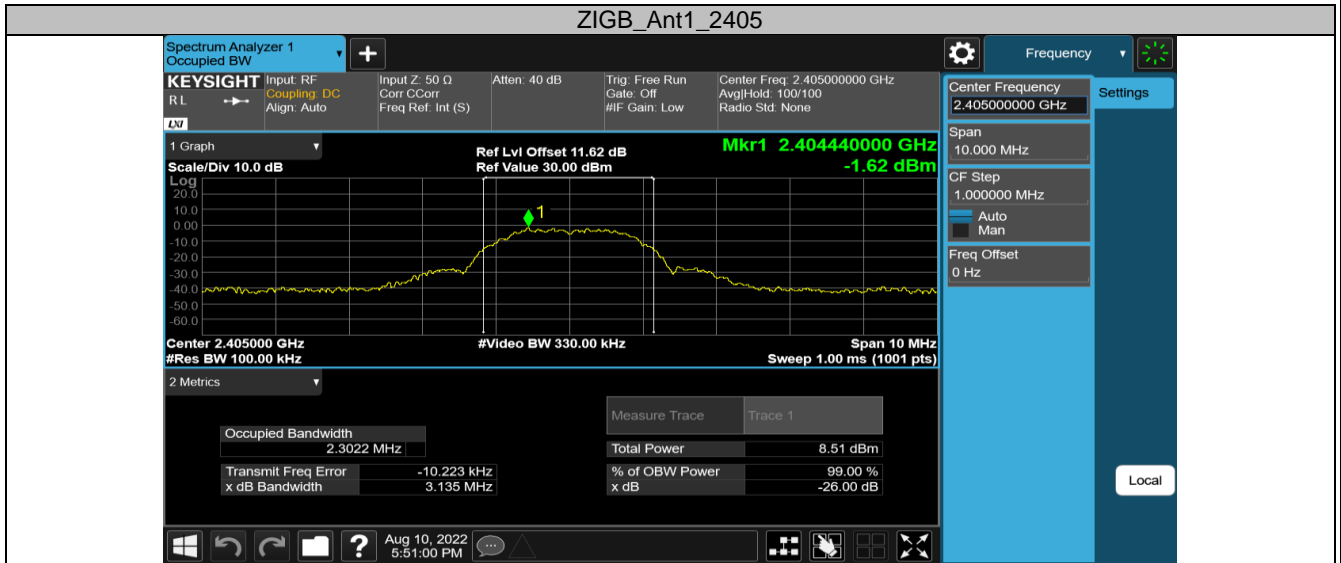 ZIGB_Ant1_2405
Spectrum Analyzer 1
Occupied BW
+
Frequency
KEYSIGHT
R L
LXI
Input: RF
Coupling: DC
Align: Auto
Input Z: 50 Ω
Corr CCorr
Freq Ref: Int (S)
Atten: 40 dB
Trig: Free Run
Gate: Off
#IF Gain: Low
Center Freq: 2.405000000 GHz
Avg|Hold: 100/100
Radio Std: None
Center Frequency
2.405000000 GHz
Settings
Span
10.000 MHz
CF Step
1.000000 MHz
Auto
Man
Freq Offset
0 Hz
Local
1 Graph
Scale/Div 10.0 dB
Ref Lvl Offset 11.62 dB
Ref Value 30.00 dBm
Mkr1 2.404440000 GHz
-1.62 dBm
Log
20.0
10.0
0.00
-10.0
-20.0
-30.0
-40.0
-50.0
-60.0
1
Center 2.405000 GHz
#Video BW 330.00 kHz
Span 10 MHz
#Res BW 100.00 kHz
Sweep 1.00 ms (1001 pts)
2 Metrics
Measure Trace Trace 1
Occupied Bandwidth
2.3022 MHz
Total Power 8.51 dBm
Transmit Freq Error -10.223 kHz
% of OBW Power 99.00 %
x dB Bandwidth 3.135 MHz
x dB -26.00 dB
?
Aug 10, 2022
5:51:00 PM